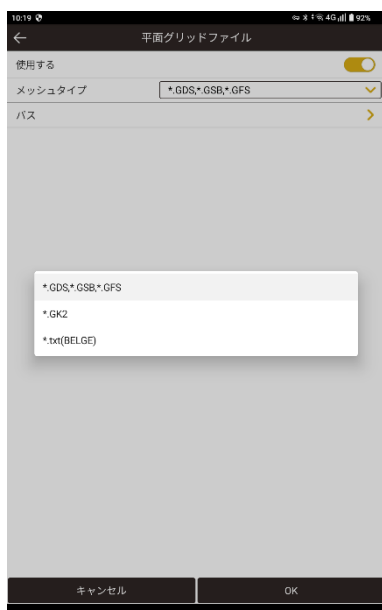 10:19 4G 92%
平面グリッドファイル
使用する
メッシュタイプ *.GDS,*.GSB,*.GFS
パス
*.GDS,*.GSB,*.GFS
*.GK2
*.txt(BELGE)
キャンセル OK